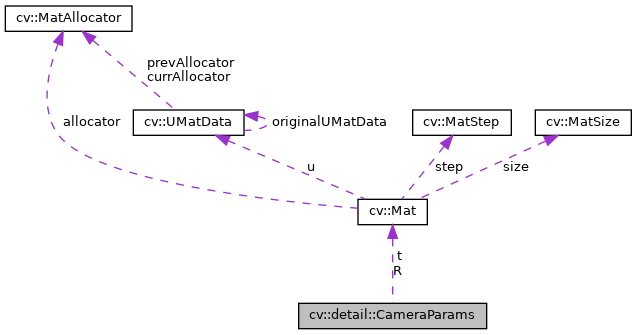 cv::MatAllocator
prevAllocator
currAllocator
allocator
cv::UMatData
originalUMatData
cv::MatStep
cv::MatSize
u
step
size
cv::Mat
t
R
cv::detail::CameraParams